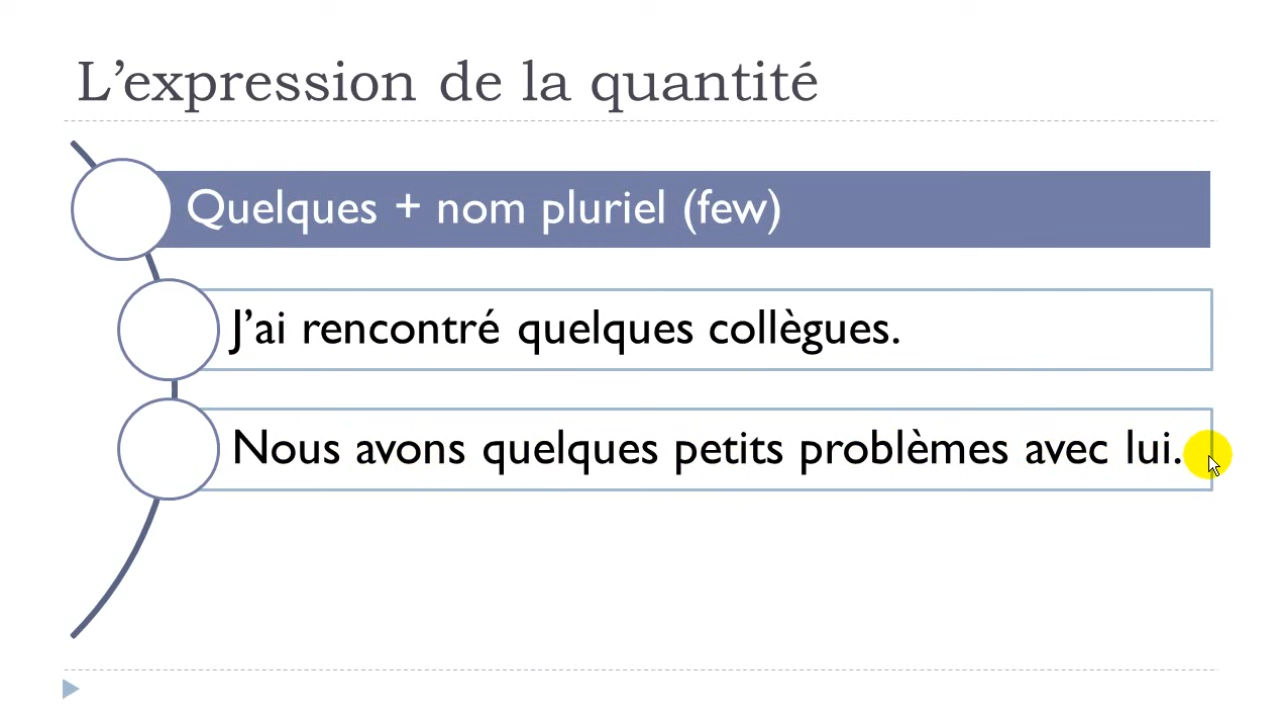 L’expression de la quantité
Quelques + nom pluriel (few)
J’ai rencontré quelques collègues.
Nous avons quelques petits problèmes avec lui.